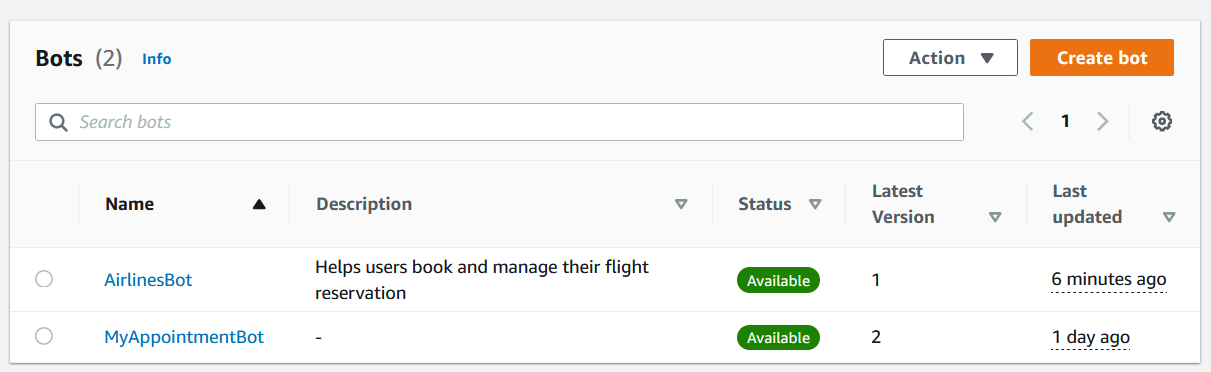 Bots (2) Info
Action
Create bot
Search bots
1
Name
Description
Status
Latest
Version
Last
updated
AirlinesBot
Helps users book and manage their flight
reservation
Available
1
6 minutes ago
MyAppointmentBot
-
Available
2
1 day ago